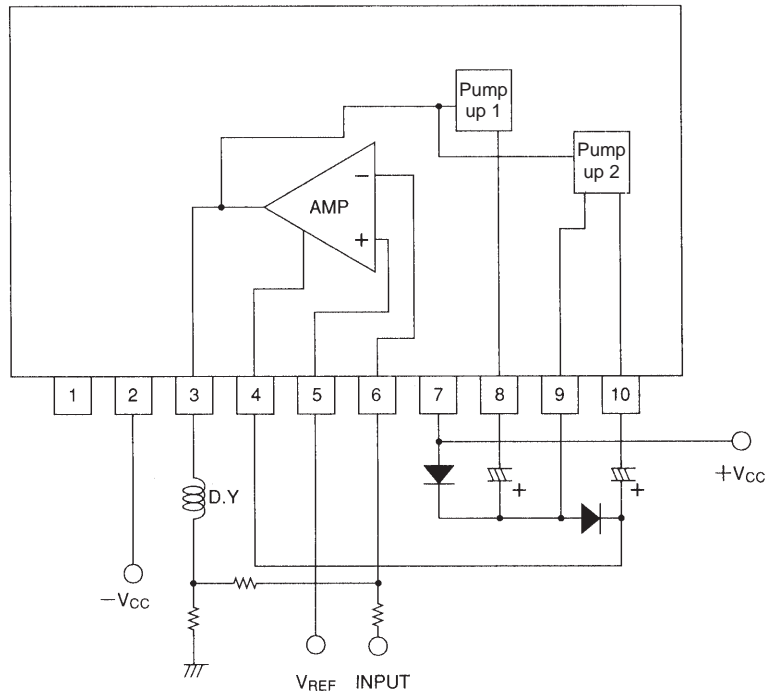 Pump
up 1
Pump
up 2
AMP
−
+
1 2 3 4 5 6 7 8 9 10
+VCC
+ +
D.Y
−VCC
VREF INPUT